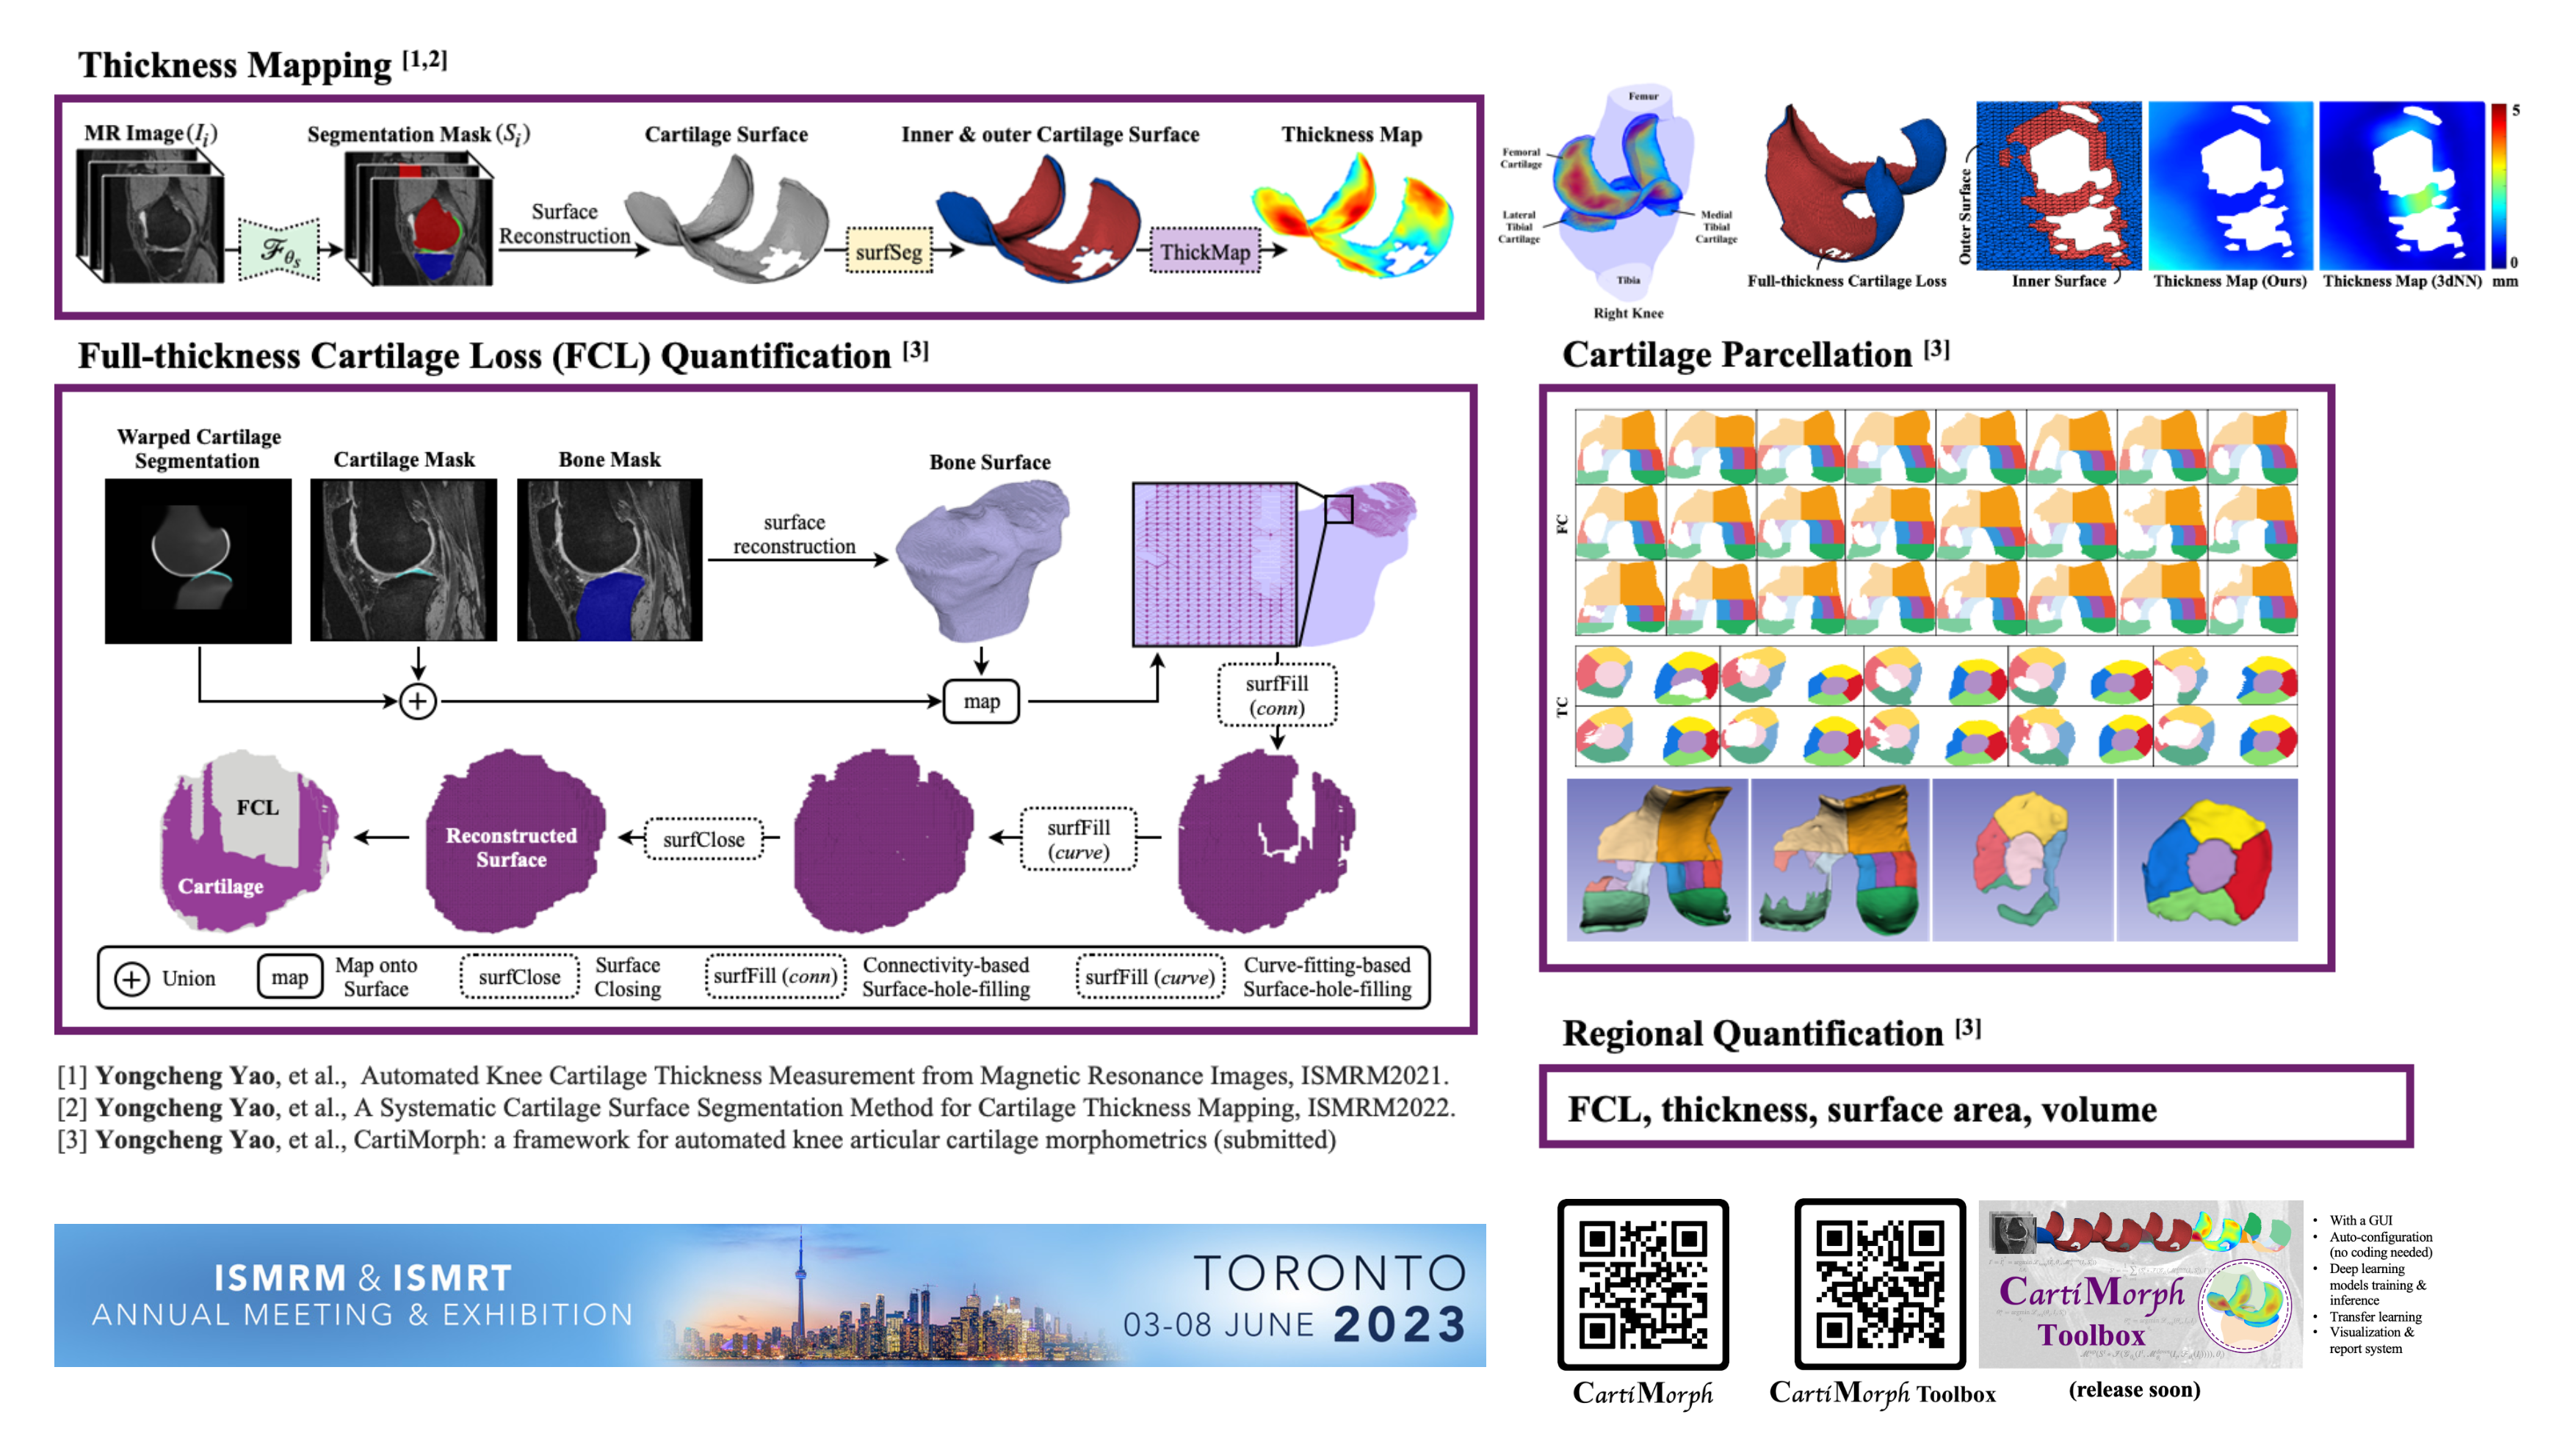 Thickness Mapping [1,2]
MR Image (Ii)
Segmentation Mask (Si)
Cartilage Surface
Inner & outer Cartilage Surface
Thickness Map
ℱθs
Surface
Reconstruction
surfSeg
ThickMap
Femur
Femoral
Cartilage
Lateral
Tibial
Cartilage
Medial
Tibial
Cartilage
Tibia
Right Knee
Full-thickness Cartilage Loss
Outer Surface
Inner Surface
Thickness Map (Ours)
Thickness Map (3dNN)
5
0
mm
Full-thickness Cartilage Loss (FCL) Quantification [3]
Warped Cartilage
Segmentation
Cartilage Mask
Bone Mask
surface
reconstruction
Bone Surface
+
map
surfFill
(conn)
surfFill
(curve)
surfClose
Reconstructed
Surface
FCL
Cartilage
+ Union
map Map onto
Surface
surfClose Surface
Closing
surfFill (conn) Connectivity-based
Surface-hole-filling
surfFill (curve) Curve-fitting-based
Surface-hole-filling
Cartilage Parcellation [3]
FC
TC
Regional Quantification [3]
FCL, thickness, surface area, volume
[1] Yongcheng Yao, et al., Automated Knee Cartilage Thickness Measurement from Magnetic Resonance Images, ISMRM2021.
[2] Yongcheng Yao, et al., A Systematic Cartilage Surface Segmentation Method for Cartilage Thickness Mapping, ISMRM2022.
[3] Yongcheng Yao, et al., CartiMorph: a framework for automated knee articular cartilage morphometrics (submitted)
ISMRM & ISMRT
ANNUAL MEETING & EXHIBITION
TORONTO
03-08 JUNE 2023
CartiMorph
CartiMorph Toolbox
CartiMorph
Toolbox
(release soon)
• With a GUI
• Auto-configuration
(no coding needed)
• Deep learning
models training &
inference
• Transfer learning
• Visualization &
report system